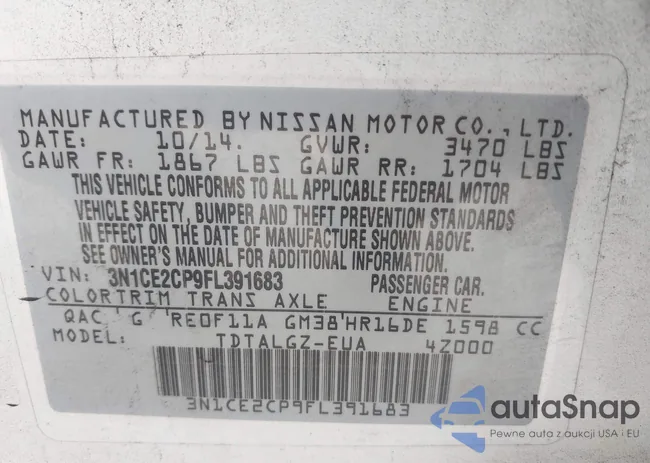 MANUFACTURED BY NISSAN MOTOR CO., LTD.
DATE: 10/14. GVWR: 3470 LBS
GAWR FR: 1867 LBS GAWR RR: 1704 LBS
THIS VEHICLE CONFORMS TO ALL APPLICABLE FEDERAL MOTOR
VEHICLE SAFETY, BUMPER AND THEFT PREVENTION STANDARDS
IN EFFECT ON THE DATE OF MANUFACTURE SHOWN ABOVE.
SEE OWNER'S MANUAL FOR ADDITIONAL INFORMATION.
VIN: 3N1CE2CP9FL391683 PASSENGER CAR.
COLOR TRIM TRANS AXLE ENGINE
QAC 'G 'RE0F11A GM38'HR16DE 1598 CC
MODEL: TDTALGZ-EUA 4Z000
3N1CE2CP9FL391683
autaSnap
Pewne auta z aukcji USA i EU